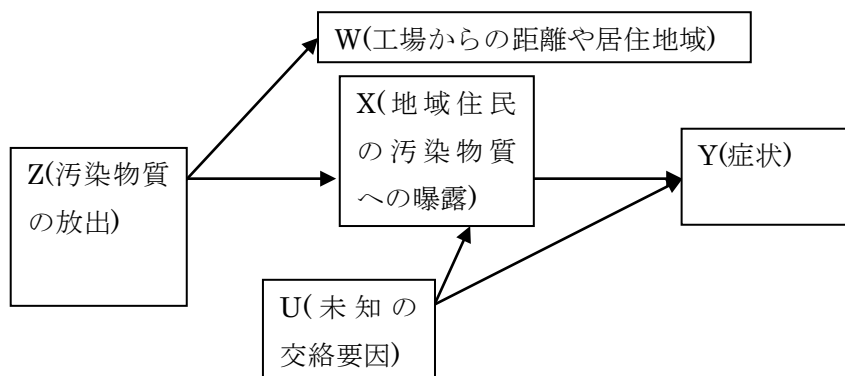 W(工場からの距離や居住地域)
X(地域住民
の汚染物質
への曝露)
Y(症状)
Z(汚染物質
の放出)
U(未知の
交絡要因)